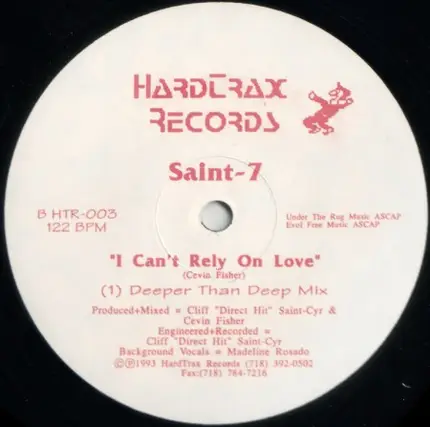 HARDTRAX
RECORDS
Saint-7
B HTR-003
122 BPM
Under The Rug Music ASCAP
Evof Free Music ASCAP
"I Can't Rely On Love"
(Cevin Fisher)
(1) Deeper Than Deep Mix
Produced+Mixed = Cliff "Direct Hit" Saint-Cyr &
Cevin Fisher
Engineered+Recorded =
Cliff "Direct Hit" Saint-Cyr
Background Vocals = Madeline Rosado
©℗1993 HardTrax Records (718) 392-0502
Fax:(718) 784-7216